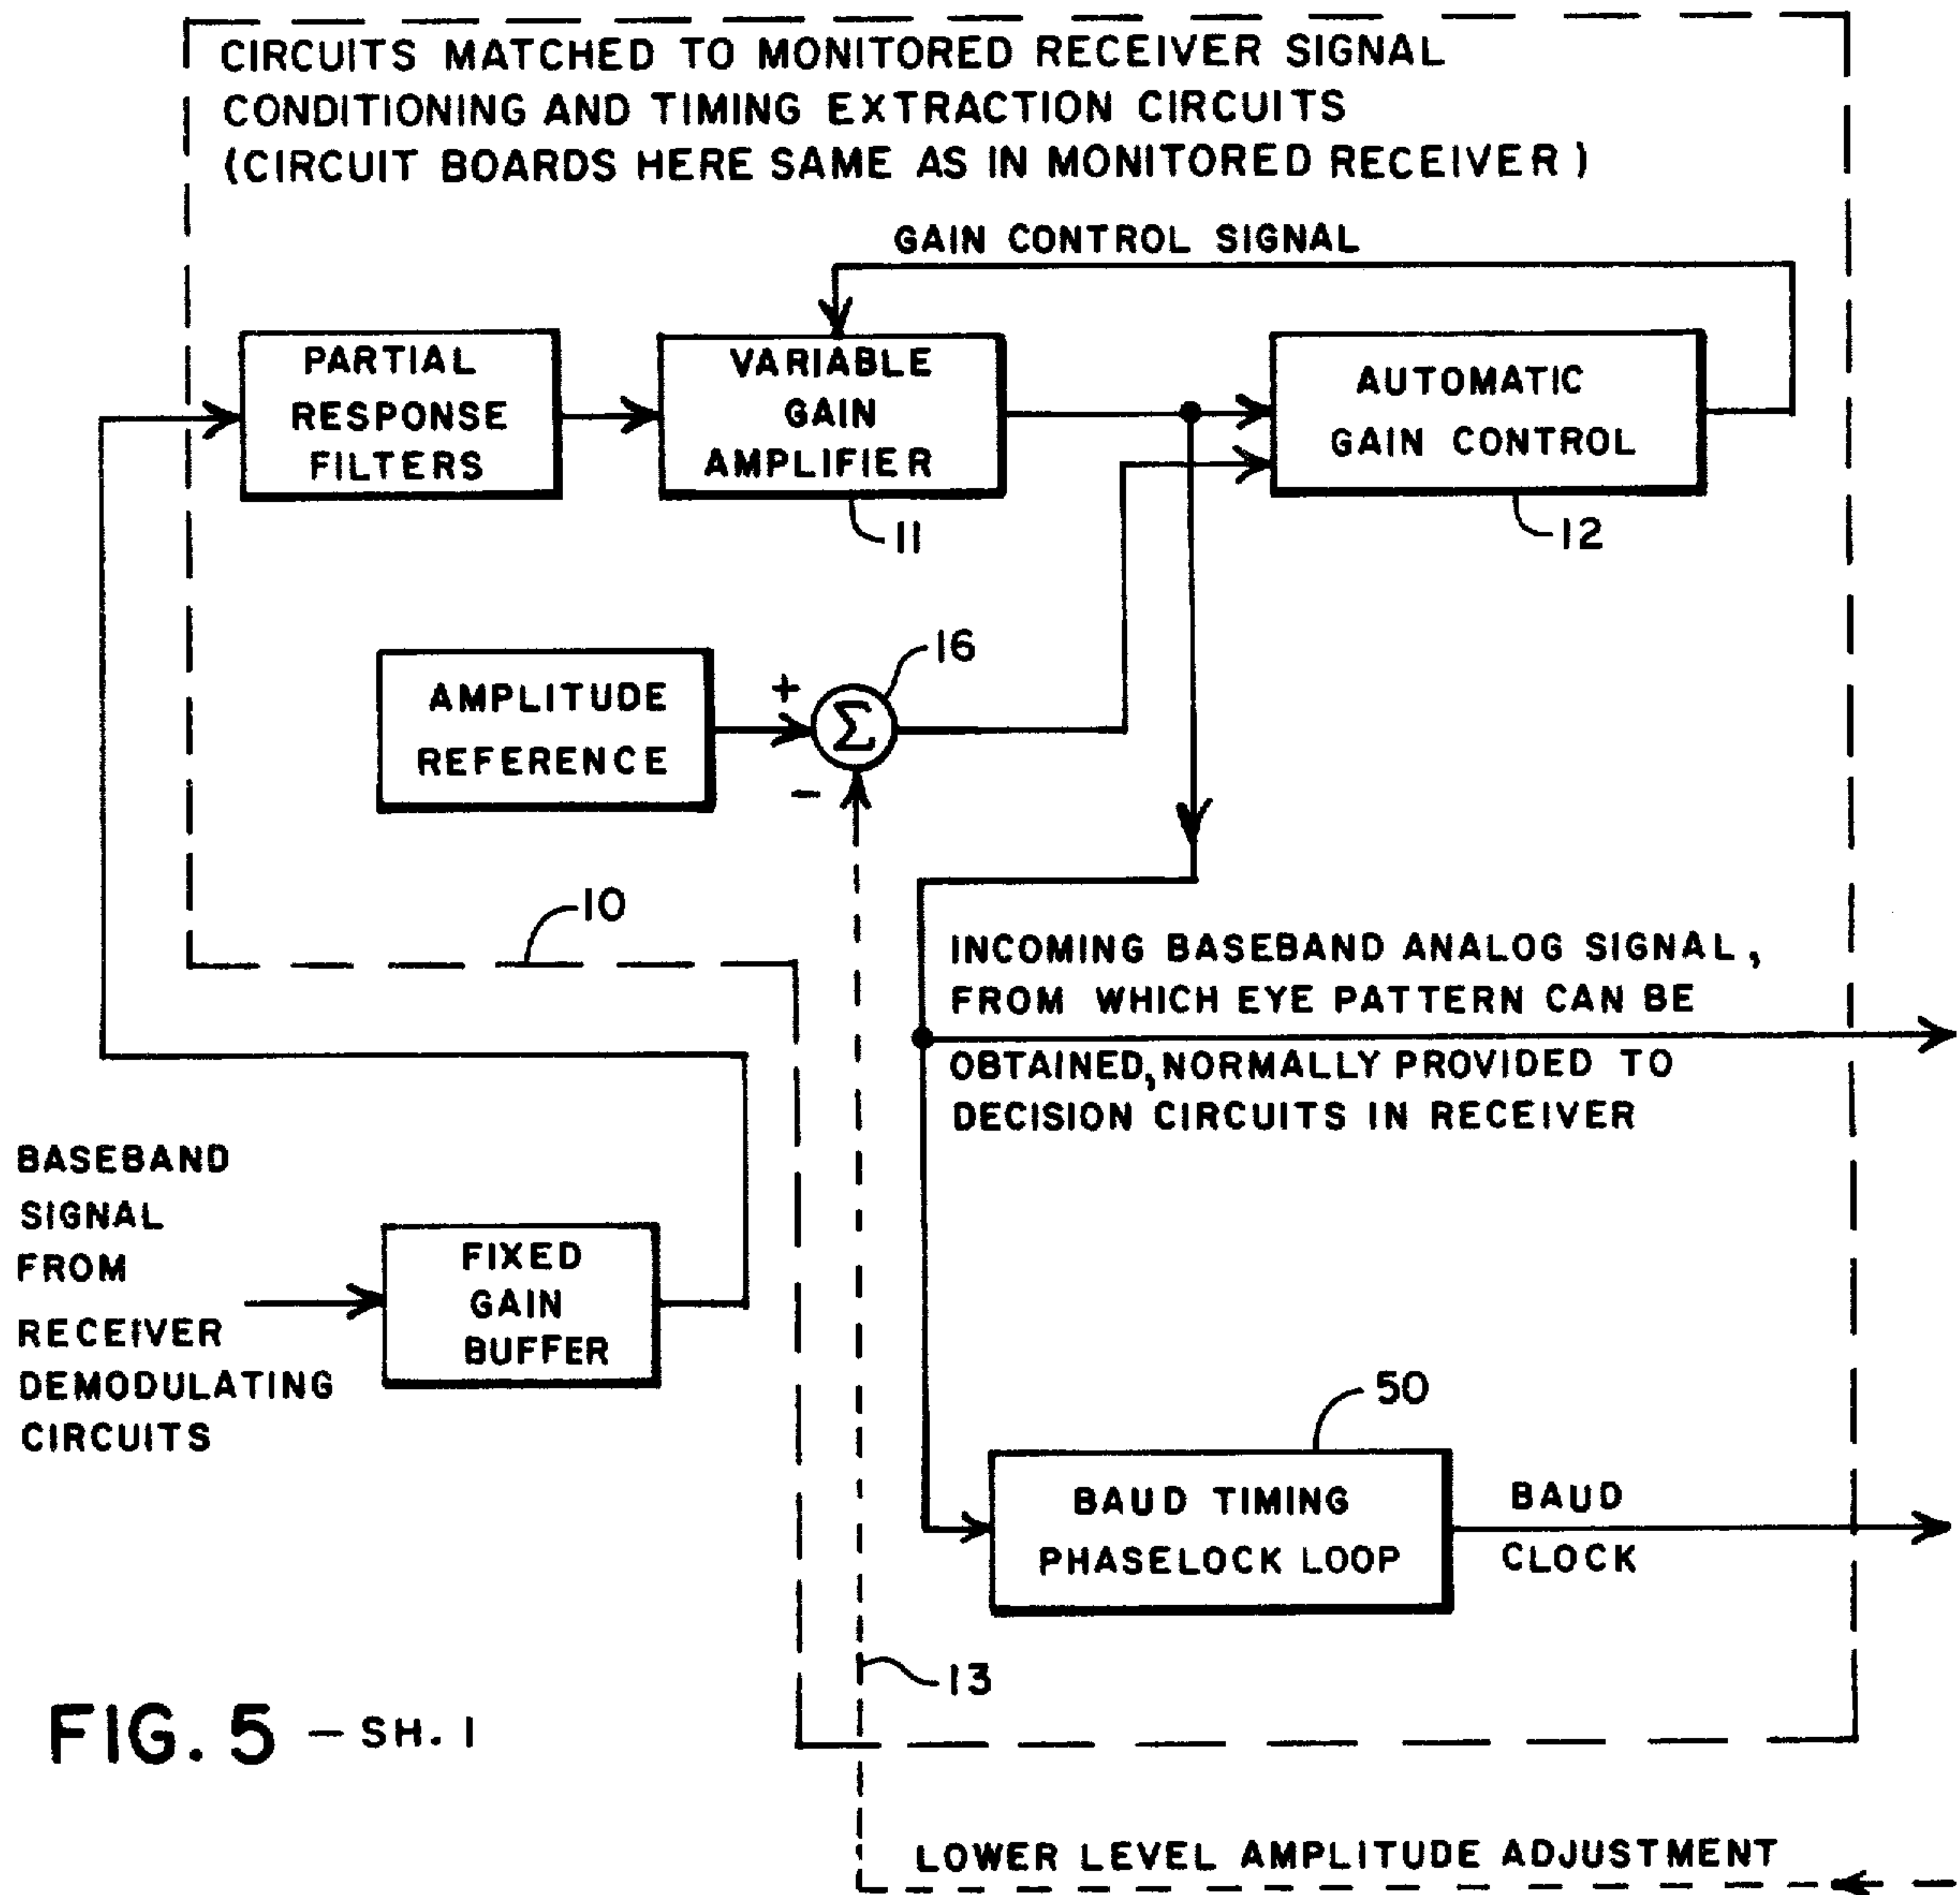 CIRCUITS MATCHED TO MONITORED RECEIVER SIGNAL
CONDITIONING AND TIMING EXTRACTION CIRCUITS
(CIRCUIT BOARDS HERE SAME AS IN MONITORED RECEIVER)
GAIN CONTROL SIGNAL
PARTIAL
RESPONSE
FILTERS
VARIABLE
GAIN
AMPLIFIER
AUTOMATIC
GAIN CONTROL
11
12
AMPLITUDE
REFERENCE
+
Σ
-
16
10
INCOMING BASEBAND ANALOG SIGNAL,
FROM WHICH EYE PATTERN CAN BE
OBTAINED, NORMALLY PROVIDED TO
DECISION CIRCUITS IN RECEIVER
BASEBAND
SIGNAL
FROM
RECEIVER
DEMODULATING
CIRCUITS
FIXED
GAIN
BUFFER
50
BAUD TIMING
PHASELOCK LOOP
BAUD
CLOCK
13
FIG. 5 - SH. 1
LOWER LEVEL AMPLITUDE ADJUSTMENT